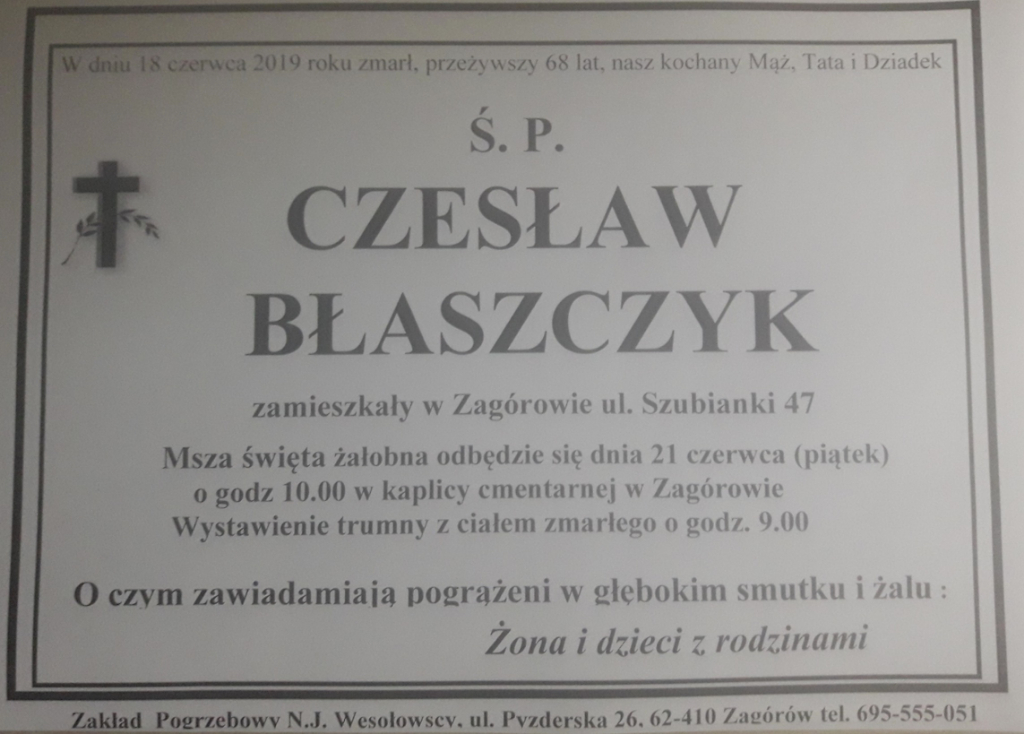 W dniu 18 czerwca 2019 roku zmarł, przeżywszy 68 lat, nasz kochany Mąż, Tata i Dziadek
Ś. P.
CZESŁAW
BŁASZCZYK
zamieszkały w Zagórowie ul. Szubianki 47
Msza święta żałobna odbędzie się dnia 21 czerwca (piątek)
o godz 10.00 w kaplicy cmentarnej w Zagórowie
Wystawienie trumny z ciałem zmarłego o godz. 9.00
O czym zawiadamiają pogrążeni w głębokim smutku i żalu :
Żona i dzieci z rodzinami
Zakład Pogrzebowy N.J. Wesołowscy, ul. Pyzderska 26, 62-410 Zagórów tel. 695-555-051